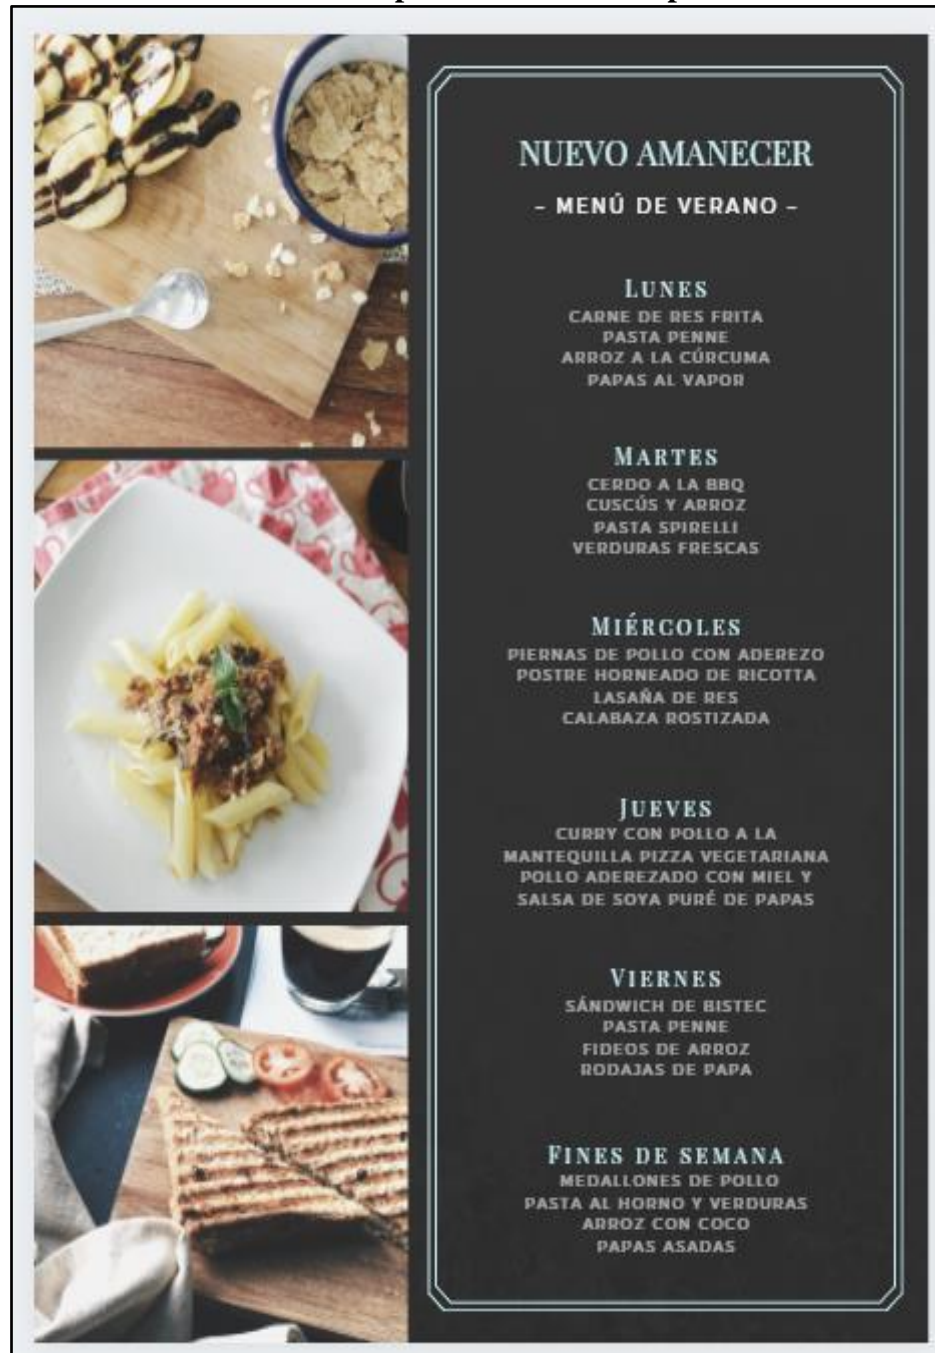 NUEVO AMANECER
– MENÚ DE VERANO –
LUNES
CARNE DE RES FRITA
PASTA PENNE
ARROZ A LA CÚRCUMA
PAPAS AL VAPOR
MARTES
CERDO A LA BBQ
CUSCÚS Y ARROZ
PASTA SPIRELLI
VERDURAS FRESCAS
MIÉRCOLES
PIERNAS DE POLLO CON ADEREZO
POSTRE HORNEADO DE RICOTTA
LASAÑA DE RES
CALABAZA ROSTIZADA
JUEVES
CURRY CON POLLO A LA
MANTEQUILLA PIZZA VEGETARIANA
POLLO ADEREZADO CON MIEL Y
SALSA DE SOYA PURÉ DE PAPAS
VIERNES
SÁNDWICH DE BISTEC
PASTA PENNE
FIDEOS DE ARROZ
RODAJAS DE PAPA
FINES DE SEMANA
MEDALLONES DE POLLO
PASTA AL HORNO Y VERDURAS
ARROZ CON COCO
PAPAS ASADAS